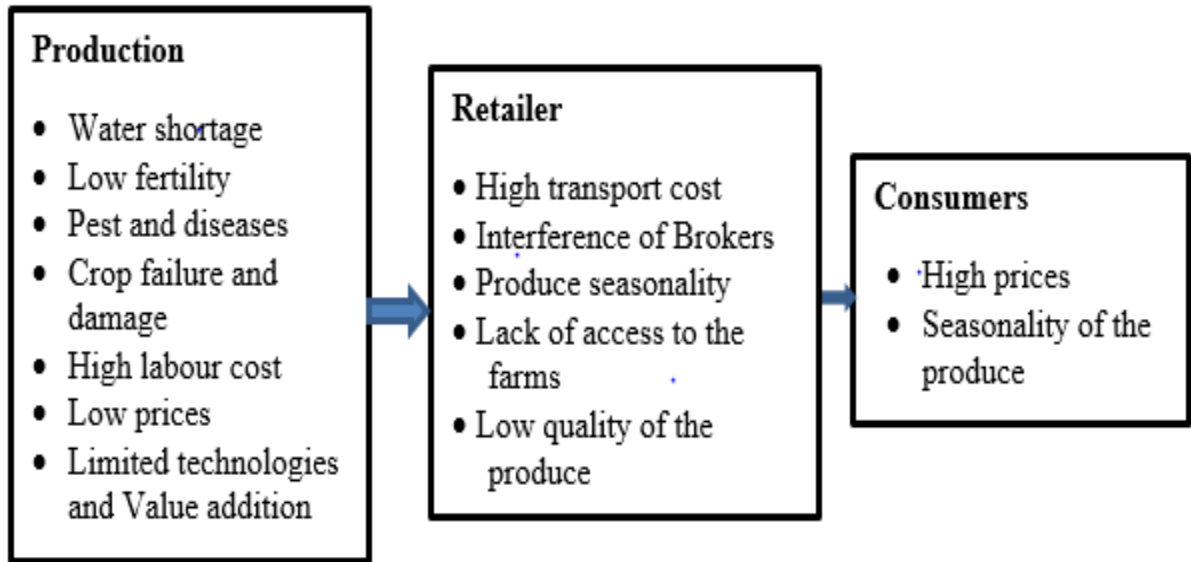 Production
• Water shortage
• Low fertility
• Pest and diseases
• Crop failure and
damage
• High labour cost
• Low prices
• Limited technologies
and Value addition
Retailer
• High transport cost
• Interference of Brokers
• Produce seasonality
• Lack of access to the
farms
• Low quality of the
produce
Consumers
• High prices
• Seasonality of the
produce